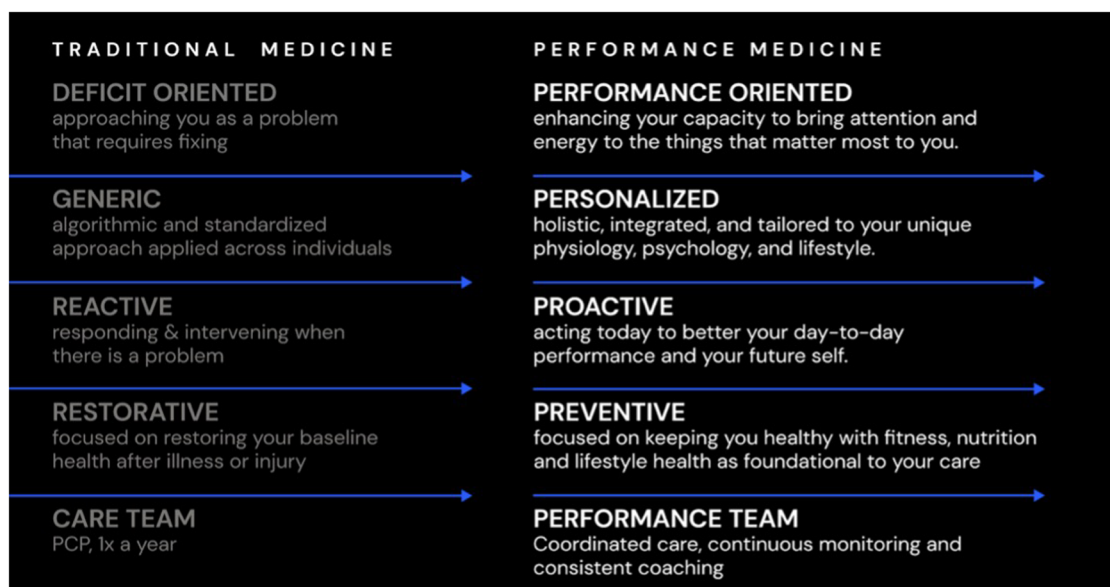 TRADITIONAL MEDICINE
PERFORMANCE MEDICINE
DEFICIT ORIENTED
approaching you as a problem
that requires fixing
PERFORMANCE ORIENTED
enhancing your capacity to bring attention and
energy to the things that matter most to you.
GENERIC
algorithmic and standardized
approach applied across individuals
PERSONALIZED
holistic, integrated, and tailored to your unique
physiology, psychology, and lifestyle.
REACTIVE
responding & intervening when
there is a problem
PROACTIVE
acting today to better your day-to-day
performance and your future self.
RESTORATIVE
focused on restoring your baseline
health after illness or injury
PREVENTIVE
focused on keeping you healthy with fitness, nutrition
and lifestyle health as foundational to your care
CARE TEAM
PCP, 1x a year
PERFORMANCE TEAM
Coordinated care, continuous monitoring and
consistent coaching